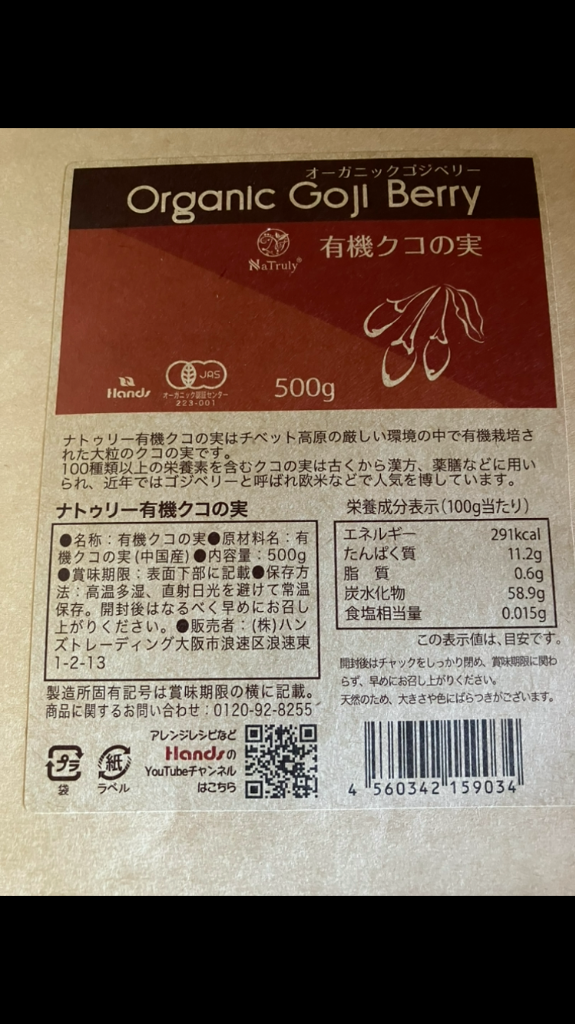 オーガニックゴジベリー
Organic Goji Berry
NaTruly®
有機クコの実
Hands
JAS
オーガニック認証センター
223-001
500g
ナトゥリー有機クコの実はチベット高原の厳しい環境の中で有機栽培さ
れた大粒のクコの実です。
100種類以上の栄養素を含むクコの実は古くから漢方、薬膳などに用い
られ、近年ではゴジベリーと呼ばれ欧米などで人気を博しています。
ナトゥリー有機クコの実
●名称：有機クコの実●原材料名：有
機クコの実(中国産)●内容量：500g
●賞味期限：表面下部に記載●保存方
法：高温多湿、直射日光を避けて常温
保存。開封後はなるべく早めにお召し
上がりください。●販売者：(株)ハン
ズトレーディング大阪市浪速区浪速東
1-2-13
製造所固有記号は賞味期限の横に記載。
商品に関するお問い合わせ：0120-92-8255
栄養成分表示(100g当たり)
エネルギー 291kcal
たんぱく質 11.2g
脂 質 0.6g
炭水化物 58.9g
食塩相当量 0.015g
この表示値は、目安です。
開封後はチャックをしっかり閉め、賞味期限に関わ
らず、早めにお召し上がりください。
天然のため、大きさや色にばらつきがございます。
プラ
袋
紙
ラベル
アレンジレシピなど
Handsの
YouTubeチャンネル
はこちら
4 560342 159034